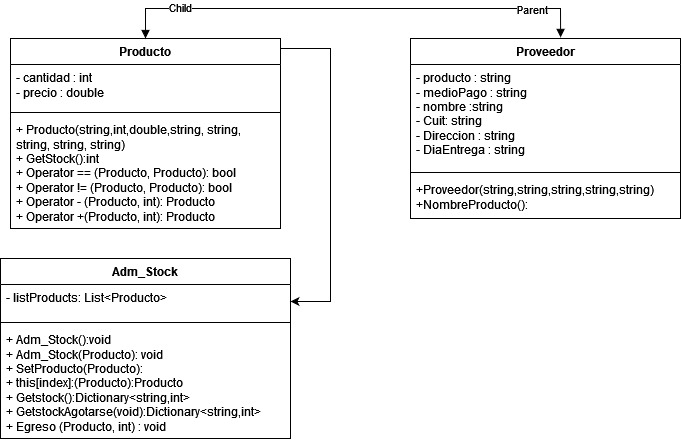 Child
Parent
Producto
- cantidad : int
- precio : double
+ Producto(string,int,double,string, string,
string, string, string)
+ GetStock():int
+ Operator == (Producto, Producto): bool
+ Operator != (Producto, Producto): bool
+ Operator - (Producto, int): Producto
+ Operator +(Producto, int): Producto
Proveedor
- producto : string
- medioPago : string
- nombre :string
- Cuit: string
- Direccion : string
- DiaEntrega : string
+Proveedor(string,string,string,string,string)
+NombreProducto():
Adm_Stock
- listProducts: List<Producto>
+ Adm_Stock():void
+ Adm_Stock(Producto): void
+ SetProducto(Producto):
+ this[index]:(Producto):Producto
+ Getstock():Dictionary<string,int>
+ GetstockAgotarse(void):Dictionary<string,int>
+ Egreso (Producto, int) : void